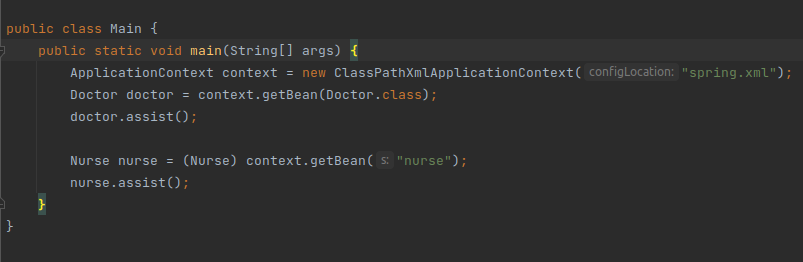 public class Main {
public static void main(String[] args) {
ApplicationContext context = new ClassPathXmlApplicationContext( configLocation: "spring.xml");
Doctor doctor = context.getBean(Doctor.class);
doctor.assist();
Nurse nurse = (Nurse) context.getBean( s: "nurse");
nurse.assist();
}
}